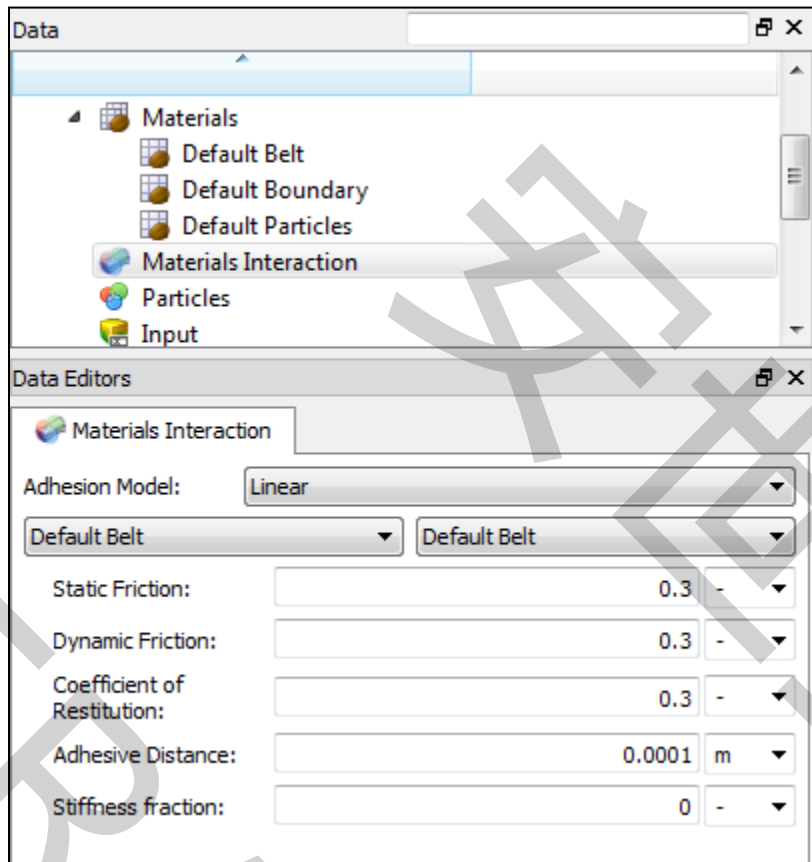 Data
Materials
Default Belt
Default Boundary
Default Particles
Materials Interaction
Particles
Input
Data Editors
Materials Interaction
Adhesion Model: Linear
Default Belt Default Belt
Static Friction: 0.3 -
Dynamic Friction: 0.3 -
Coefficient of
Restitution: 0.3 -
Adhesive Distance: 0.0001 m
Stiffness fraction: 0 -